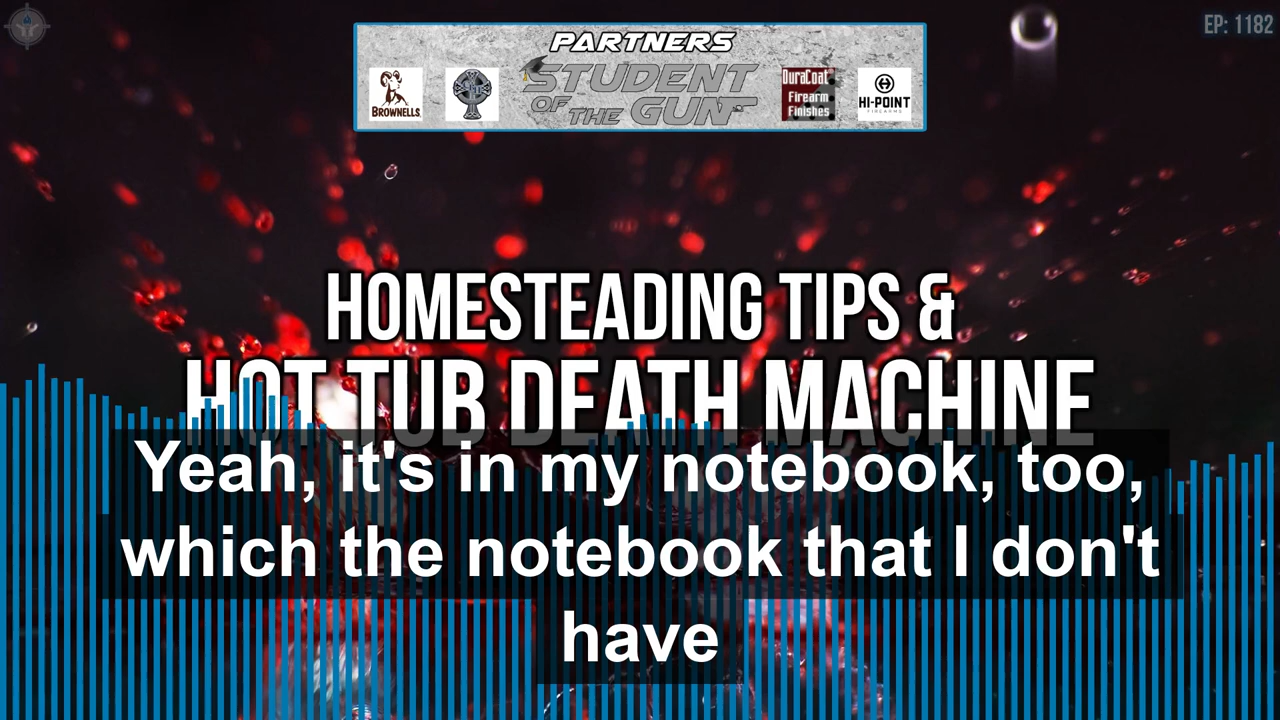 EP: 1182
PARTNERS
STUDENT
OF THE GUN
BROWNELLS
DuraCoat
Firearm
Finishes
HI-POINT
FIREARMS
HOMESTEADING TIPS &
HOT TUB DEATH MACHINE
Yeah, it's in my notebook, too,
which the notebook that I don't
have